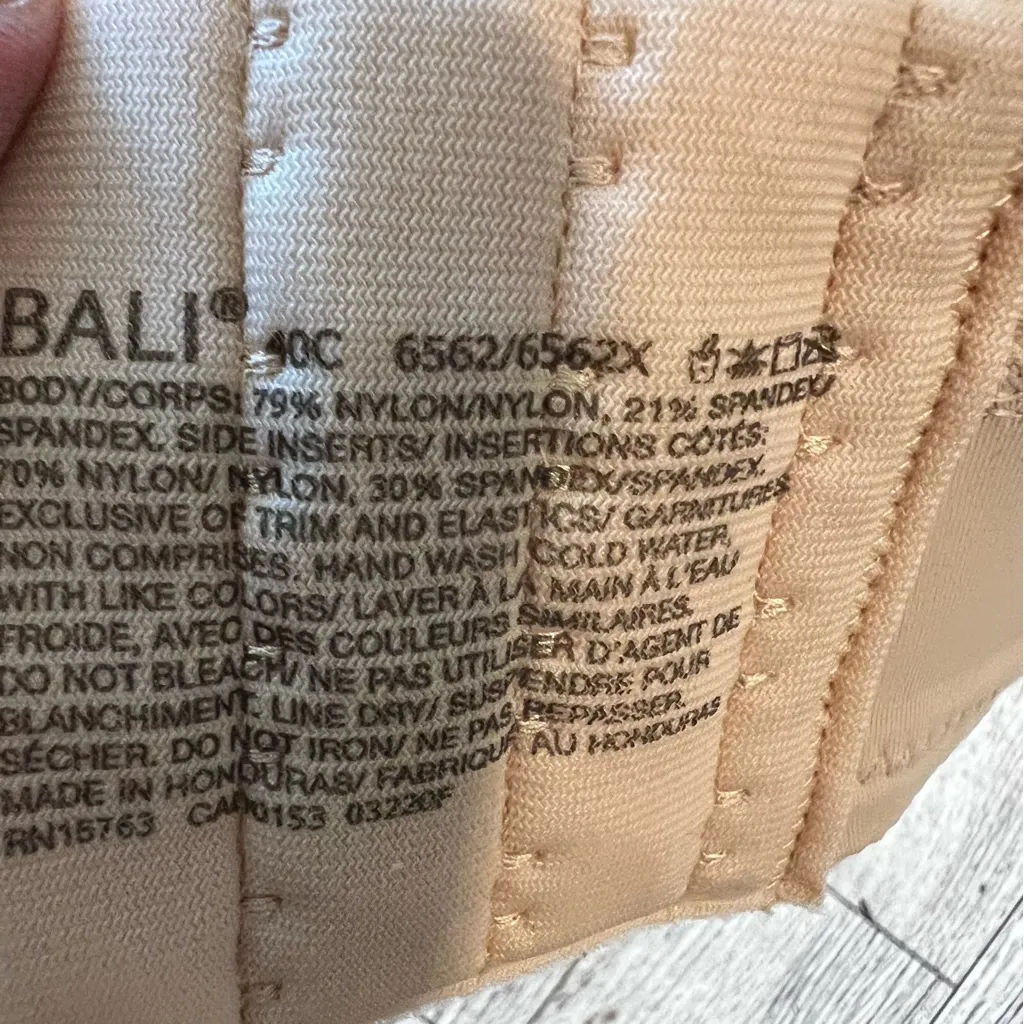 BALI® 40C 6562/6562X
BODY/CORPS: 79% NYLON/NYLON, 21% SPANDEX/
SPANDEX. SIDE INSERTS/ INSERTIONS CÔTÉS:
70% NYLON/ NYLON, 30% SPANDEX/SPANDEX.
EXCLUSIVE OF TRIM AND ELASTICS/ GARNITURES
NON COMPRISES. HAND WASH COLD WATER,
WITH LIKE COLORS/ LAVER À LA MAIN À L'EAU
FROIDE, AVEC DES COULEURS SIMILAIRES.
DO NOT BLEACH/ NE PAS UTILISER D'AGENT DE
BLANCHIMENT. LINE DRY/ SUSPENDRE POUR
SÉCHER. DO NOT IRON/ NE PAS REPASSER.
MADE IN HONDURAS/ FABRIQUÉ AU HONDURAS
RN15763